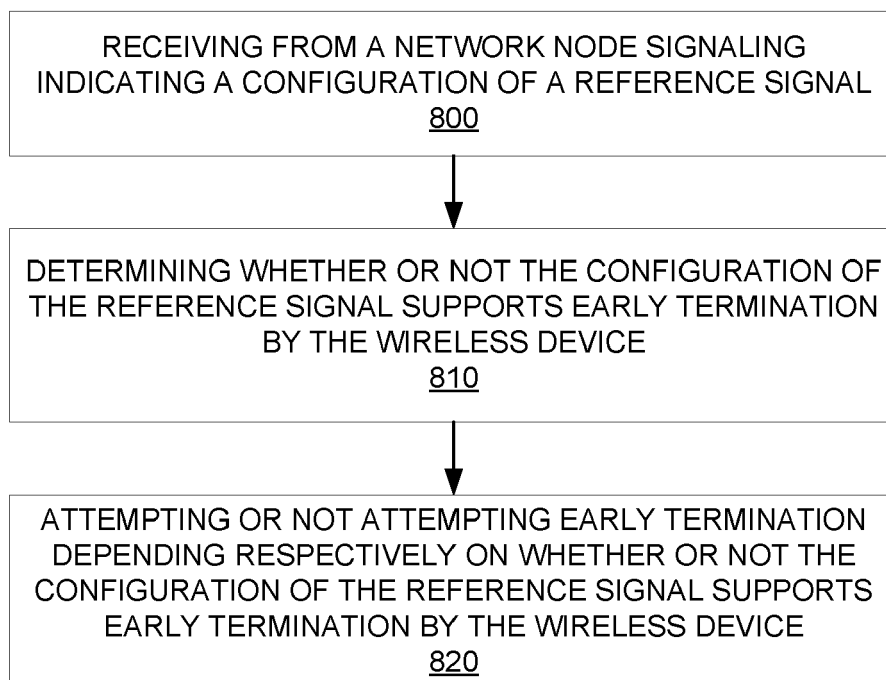 RECEIVING FROM A NETWORK NODE SIGNALING
INDICATING A CONFIGURATION OF A REFERENCE SIGNAL
800
DETERMINING WHETHER OR NOT THE CONFIGURATION OF
THE REFERENCE SIGNAL SUPPORTS EARLY TERMINATION
BY THE WIRELESS DEVICE
810
ATTEMPTING OR NOT ATTEMPTING EARLY TERMINATION
DEPENDING RESPECTIVELY ON WHETHER OR NOT THE
CONFIGURATION OF THE REFERENCE SIGNAL SUPPORTS
EARLY TERMINATION BY THE WIRELESS DEVICE
820